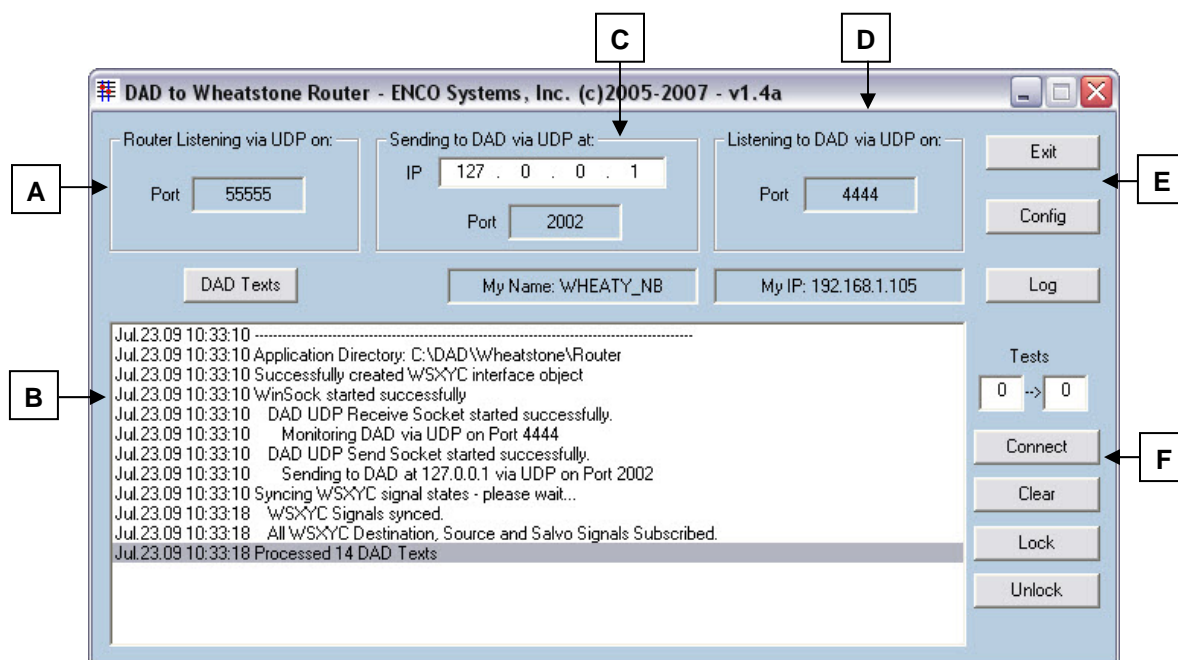 C
D
DAD to Wheatstone Router - ENCO Systems, Inc. (c)2005-2007 - v1.4a
Router Listening via UDP on:
Port 55555
Sending to DAD via UDP at:
IP 127 . 0 . 0 . 1
Port 2002
Listening to DAD via UDP on:
Port 4444
Exit
Config
A
E
DAD Texts
My Name: WHEATY_NB
My IP: 192.168.1.105
Log
Jul.23.09 10:33:10 --------------------------------------------------------------------------------
Jul.23.09 10:33:10 Application Directory: C:\DAD\Wheatstone\Router
Jul.23.09 10:33:10 Successfully created WSXYC interface object
Jul.23.09 10:33:10 WinSock started successfully
Jul.23.09 10:33:10 DAD UDP Receive Socket started successfully.
Jul.23.09 10:33:10 Monitoring DAD via UDP on Port 4444
Jul.23.09 10:33:10 DAD UDP Send Socket started successfully.
Jul.23.09 10:33:10 Sending to DAD at 127.0.0.1 via UDP on Port 2002
Jul.23.09 10:33:10 Syncing WSXYC signal states - please wait...
Jul.23.09 10:33:18 WSXYC Signals synced.
Jul.23.09 10:33:18 All WSXYC Destination, Source and Salvo Signals Subscribed.
Jul.23.09 10:33:18 Processed 14 DAD Texts
B
Tests
0 --> 0
Connect
F
Clear
Lock
Unlock